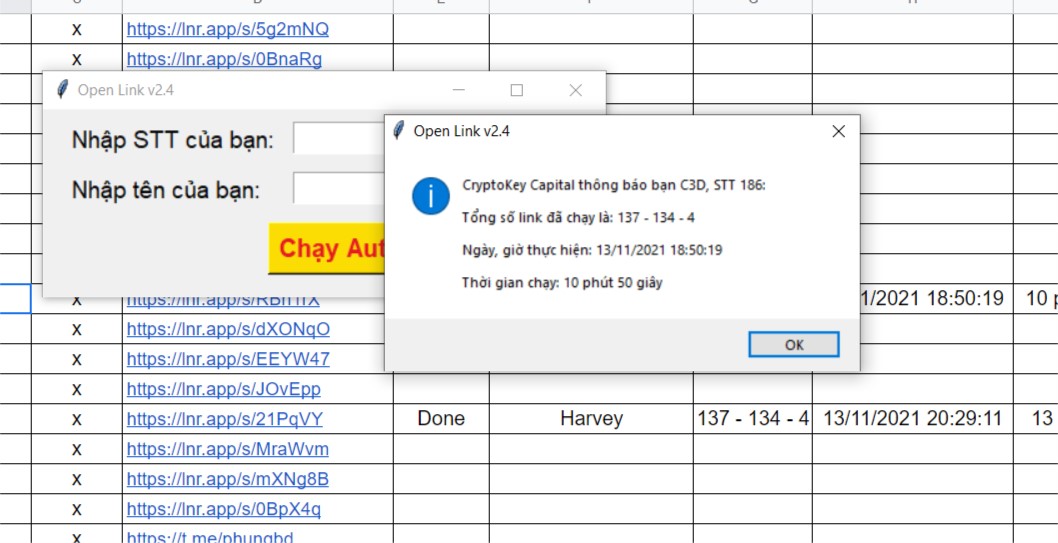 x https://lnr.app/s/5g2mNQ
x https://lnr.app/s/0BnaRg
Open Link v2.4
Nhập STT của bạn:
Nhập tên của bạn:
Chạy Aut
Open Link v2.4
CryptoKey Capital thông báo bạn C3D, STT 186:
Tổng số link đã chạy là: 137 - 134 - 4
Ngày, giờ thực hiện: 13/11/2021 18:50:19
Thời gian chạy: 10 phút 50 giây
OK
x 1/2021 18:50:19 10 p
x https://lnr.app/s/dXONqO
x https://lnr.app/s/EEYW47
x https://lnr.app/s/JOvEpp
x https://lnr.app/s/21PqVY Done Harvey 137 - 134 - 4 13/11/2021 20:29:11 13
x https://lnr.app/s/MraWvm
x https://lnr.app/s/mXNg8B
x https://lnr.app/s/0BpX4q
x https://t.me/phungbd